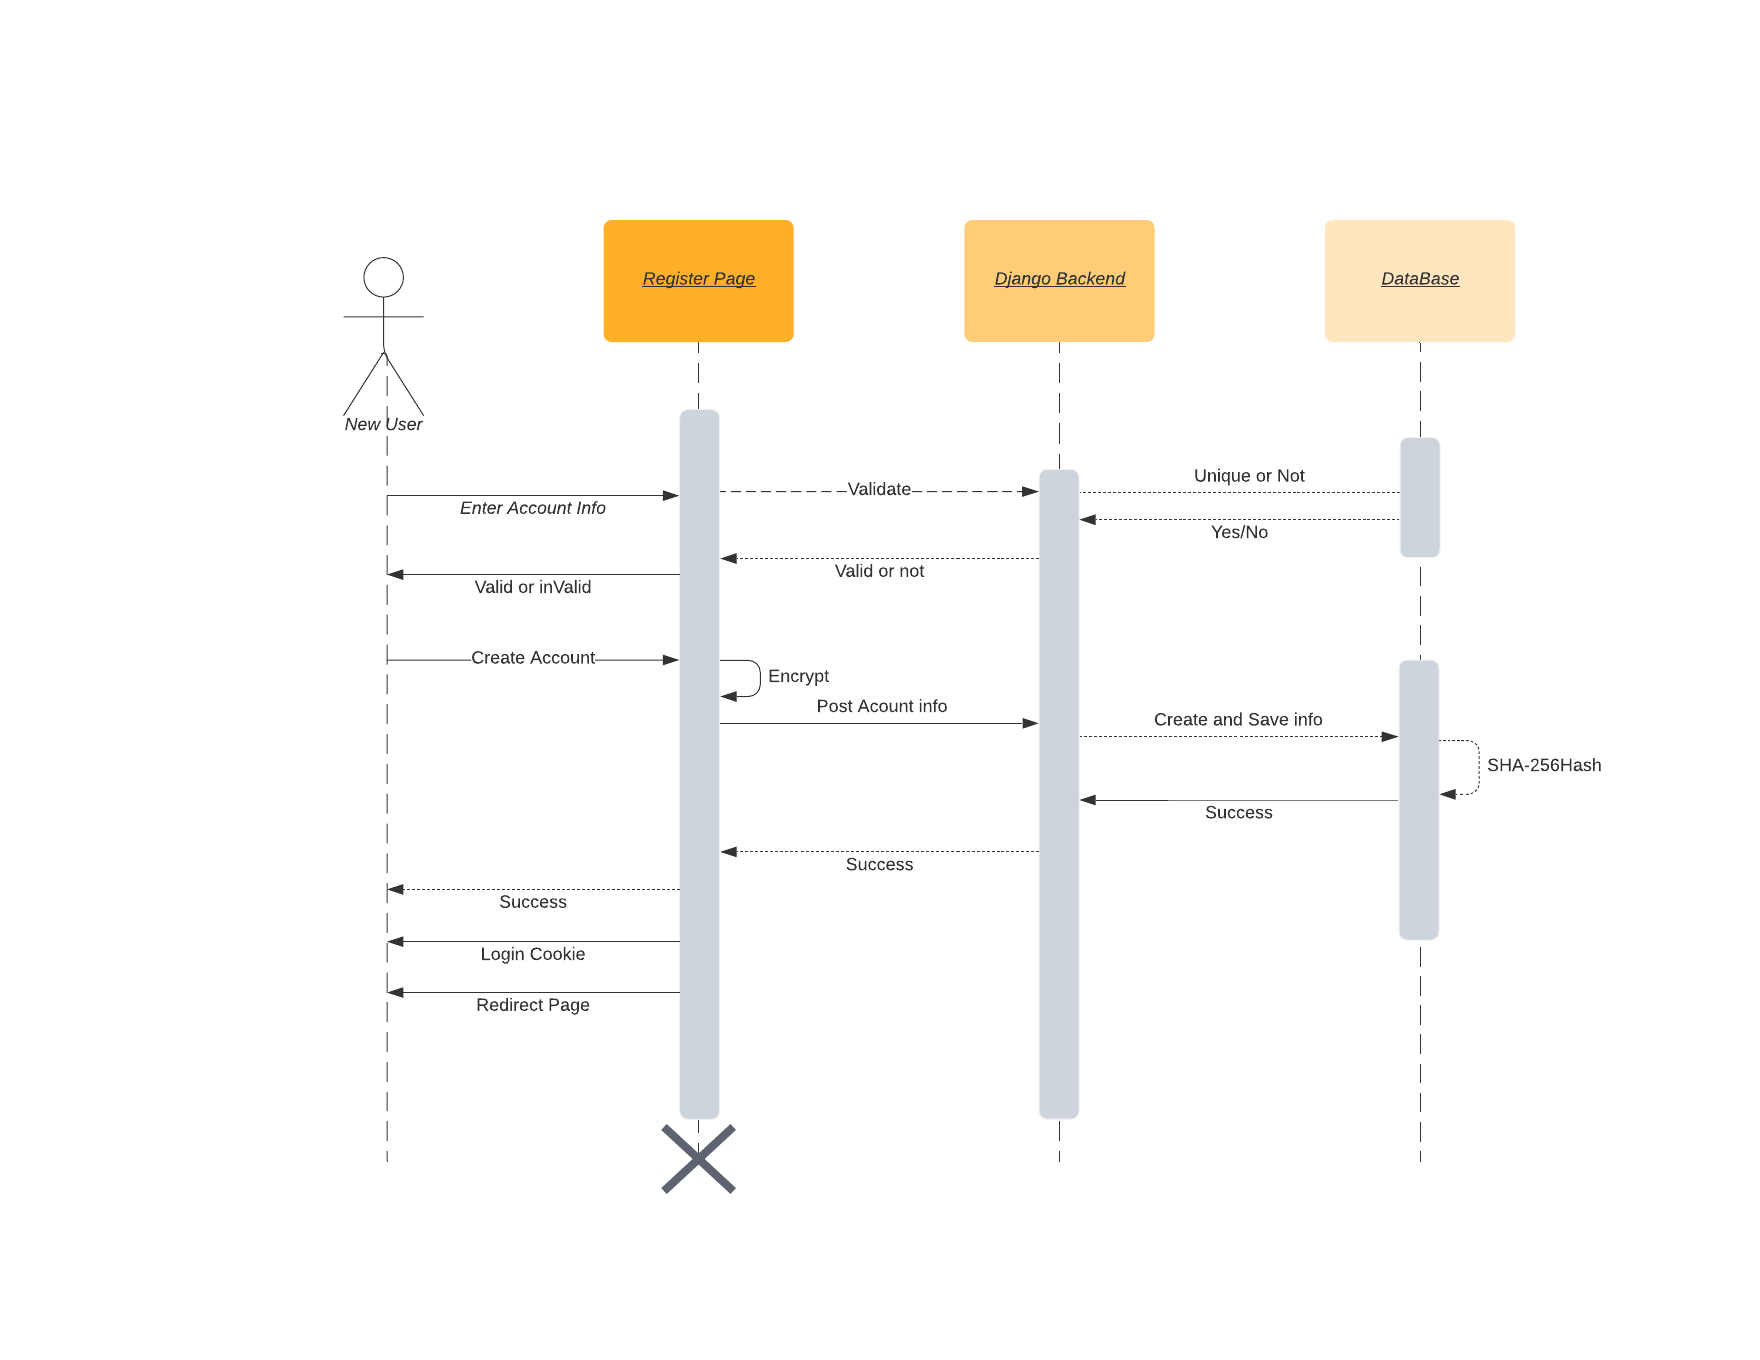 Register Page
Django Backend
DataBase
New User
Unique or Not
Validate
Enter Account Info
Yes/No
Valid or not
Valid or inValid
Create Account
Encrypt
Post Acount info
Create and Save info
SHA-256Hash
Success
Success
Success
Login Cookie
Redirect Page